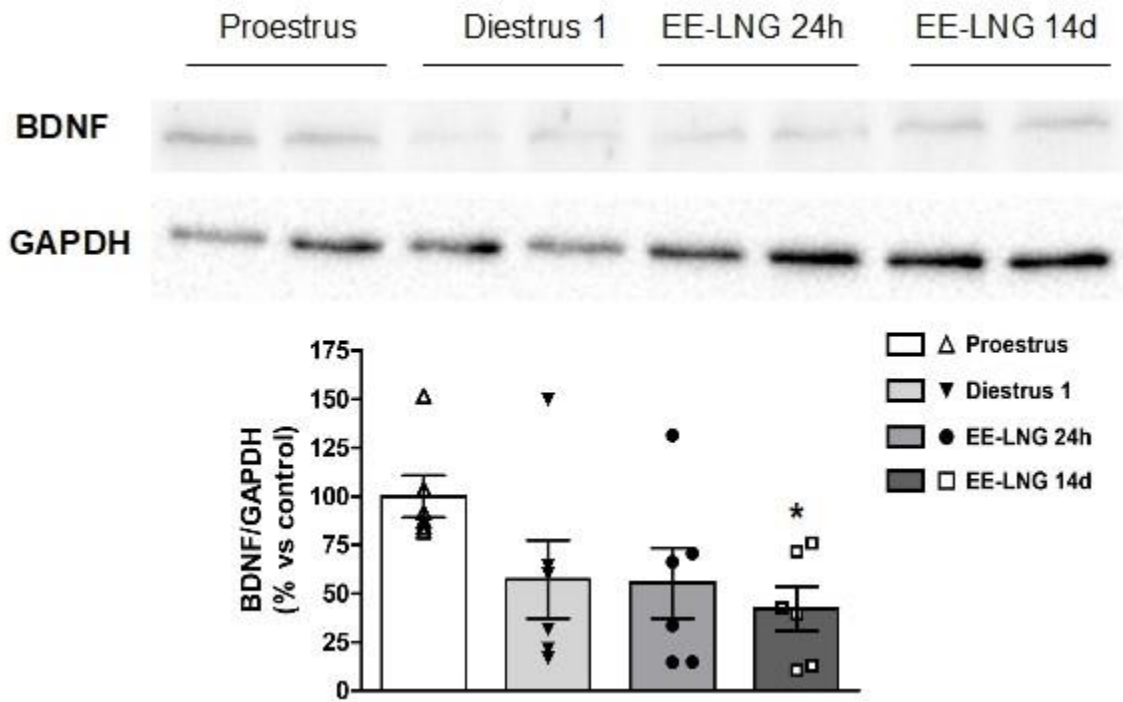 Proestrus Diestrus 1 EE-LNG 24h EE-LNG 14d
BDNF
GAPDH
BDNF/GAPDH
(% vs control)
175
150
125
100
75
50
25
0
*
Proestrus
Diestrus 1
EE-LNG 24h
EE-LNG 14d